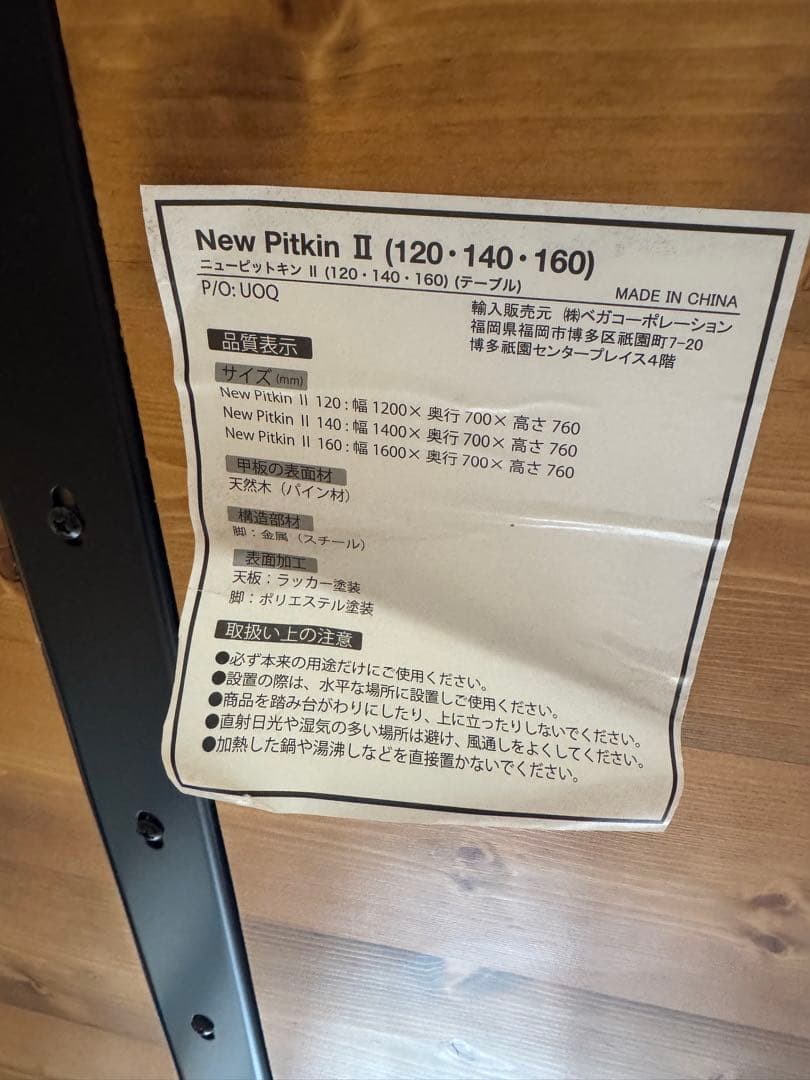 New Pitkin Ⅱ (120・140・160)
ニューピットキン Ⅱ (120・140・160) (テーブル)
P/O: UOQ
MADE IN CHINA
輸入販売元 ㈱ベガコーポレーション
福岡県福岡市博多区祇園町7-20
博多祇園センタープレイス4階
品質表示
サイズ(mm)
New Pitkin Ⅱ 120 : 幅 1200× 奥行 700× 高さ 760
New Pitkin Ⅱ 140 : 幅 1400× 奥行 700× 高さ 760
New Pitkin Ⅱ 160 : 幅 1600× 奥行 700× 高さ 760
甲板の表面材
天然木（パイン材）
構造部材
脚：金属（スチール）
表面加工
天板：ラッカー塗装
脚：ポリエステル塗装
取扱い上の注意
●必ず本来の用途だけにご使用ください。
●設置の際は、水平な場所に設置しご使用ください。
●商品を踏み台がわりにしたり、上に立ったりしないでください。
●直射日光や湿気の多い場所は避け、風通しをよくしてください。
●加熱した鍋や湯沸しなどを直接置かないでください。